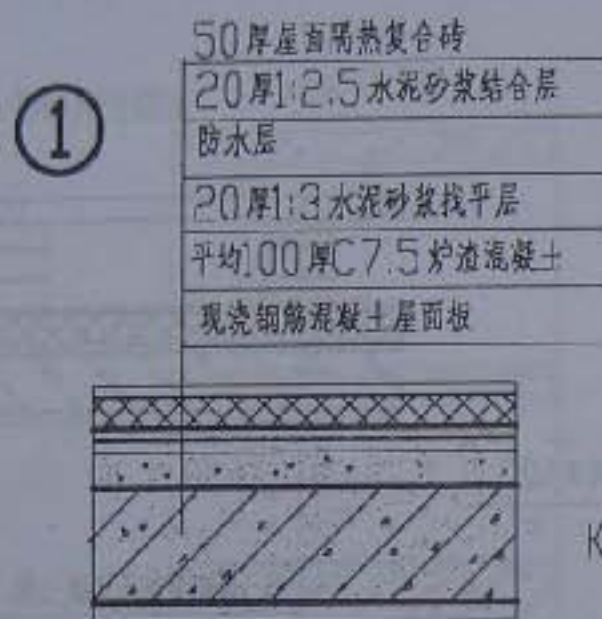 50厚屋面隔热复合砖
①
20厚1:2.5水泥砂浆结合层
防水层
20厚1:3水泥砂浆找平层
平均100厚C7.5炉渣混凝土
现浇钢筋混凝土屋面板
K